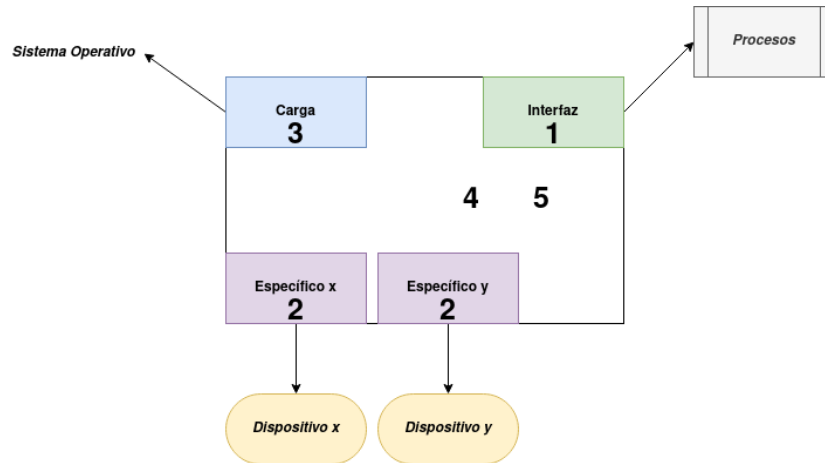 Procesos
Sistema Operativo
Carga
3
Interfaz
1
4
5
Específico x
2
Específico y
2
Dispositivo x
Dispositivo y